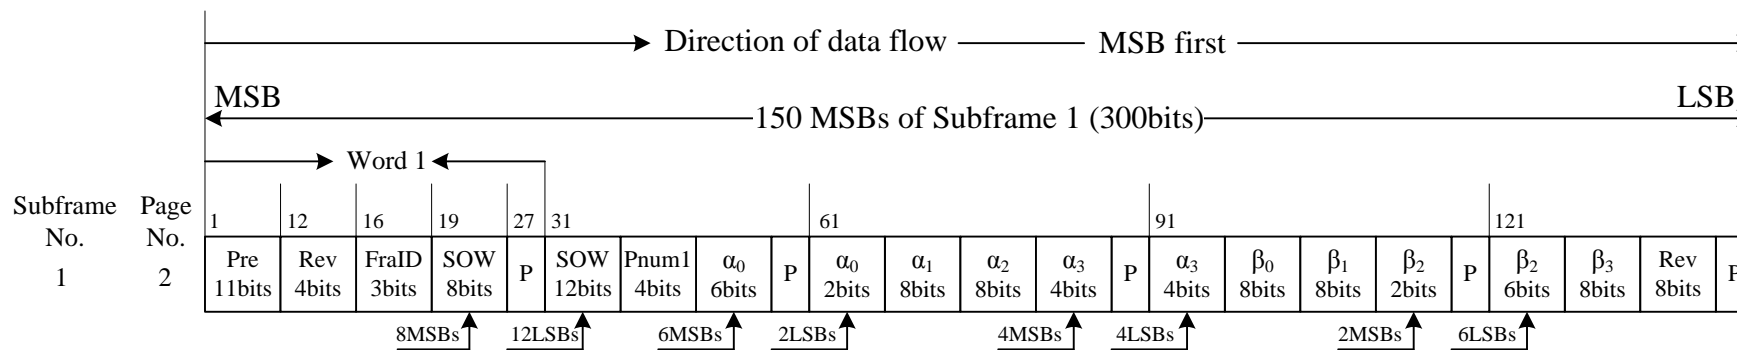 Direction of data flow MSB first
MSB LSB
150 MSBs of Subframe 1 (300bits)
Word 1
Subframe No. Page No.
1 12 16 19 27 31 61 91 121
1 2
Pre 11bits Rev 4bits FraID 3bits SOW 8bits P SOW 12bits Pnum1 4bits α0 6bits P α0 2bits α1 8bits α2 8bits α3 4bits P α3 4bits β0 8bits β1 8bits β2 2bits P β2 6bits β3 8bits Rev 8bits P
8MSBs 12LSBs 6MSBs 2LSBs 4MSBs 4LSBs 2MSBs 6LSBs